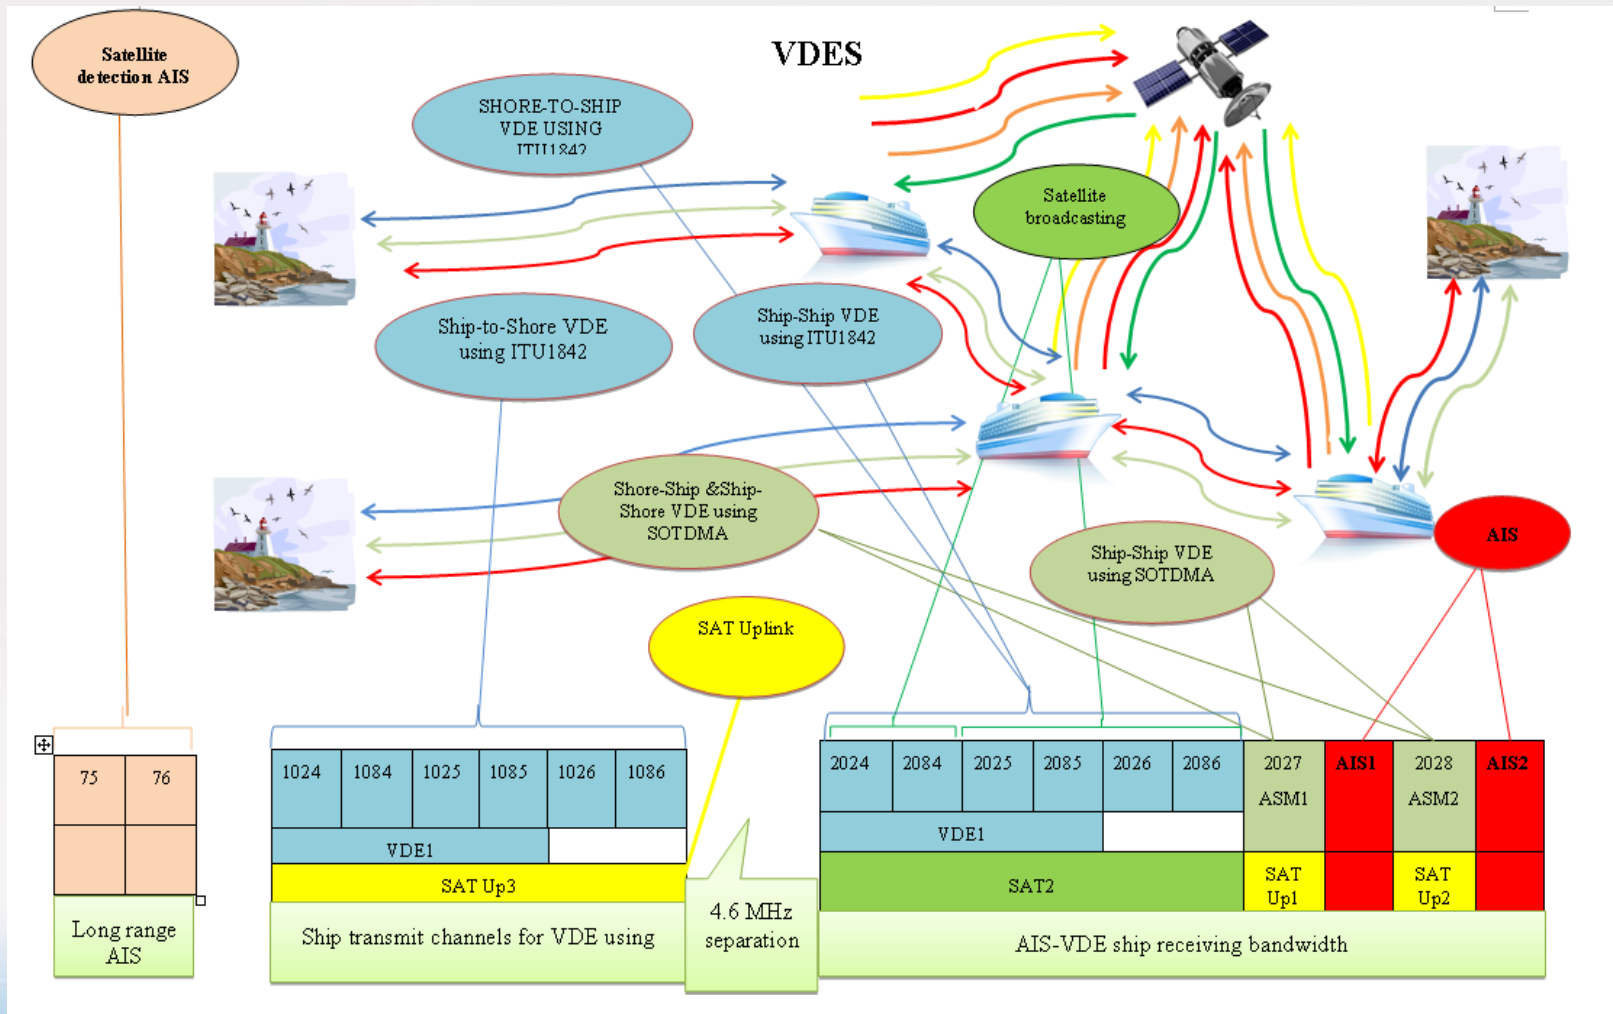 VDES
Satellite
detection AIS
SHORE-TO-SHIP
VDE USING
ITU1842
Satellite
broadcasting
Ship-to-Shore VDE
using ITU1842
Ship-Ship VDE
using ITU1842
Shore-Ship &Ship-
Shore VDE using
SOTDMA
Ship-Ship VDE
using SOTDMA
AIS
SAT Uplink
75 76
1024 1084 1025 1085 1026 1086
VDE1
SAT Up3
2024 2084 2025 2085 2026 2086 2027 AIS1 2028 AIS2
ASM1 ASM2
VDE1
SAT2
SAT
Up1
SAT
Up2
Long range
AIS
Ship transmit channels for VDE using
4.6 MHz
separation
AIS-VDE ship receiving bandwidth